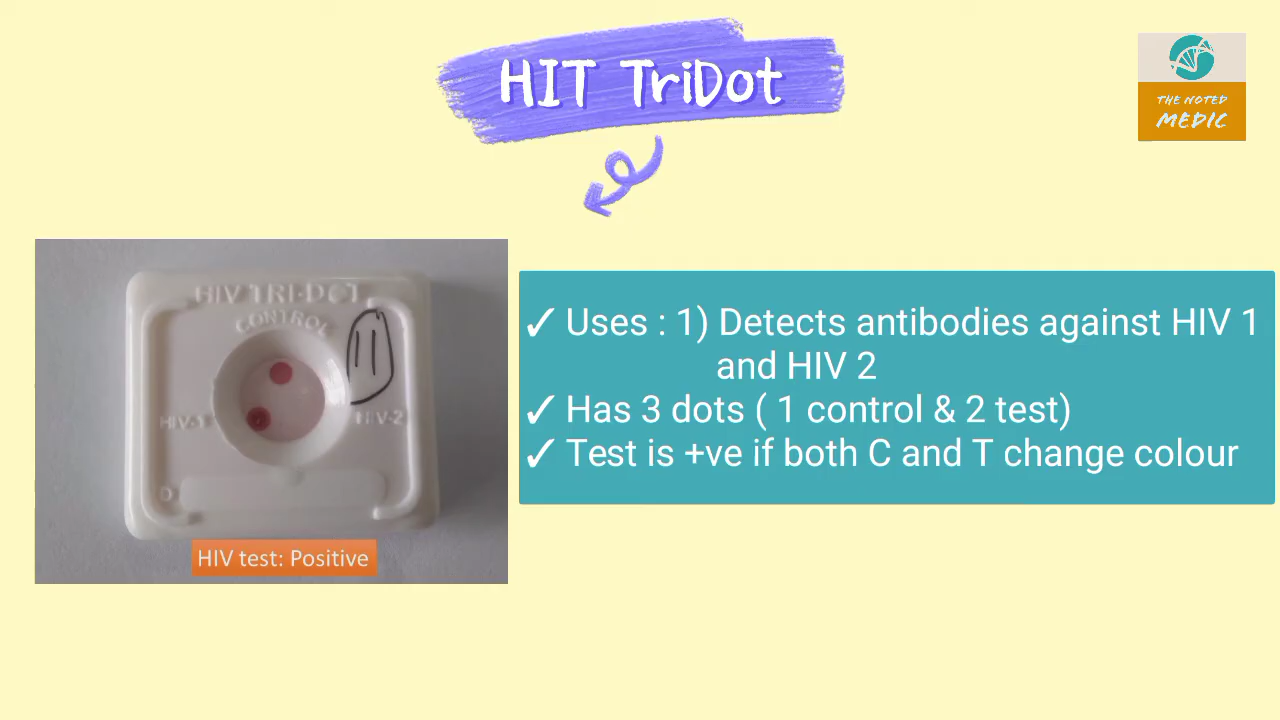 HIT TriDot
THE NOTED
MEDIC
HIV TRI-DOT
CONTROL
HIV-1
HIV-2
ID
HIV test: Positive
✓ Uses : 1) Detects antibodies against HIV 1
and HIV 2
✓ Has 3 dots ( 1 control & 2 test)
✓ Test is +ve if both C and T change colour